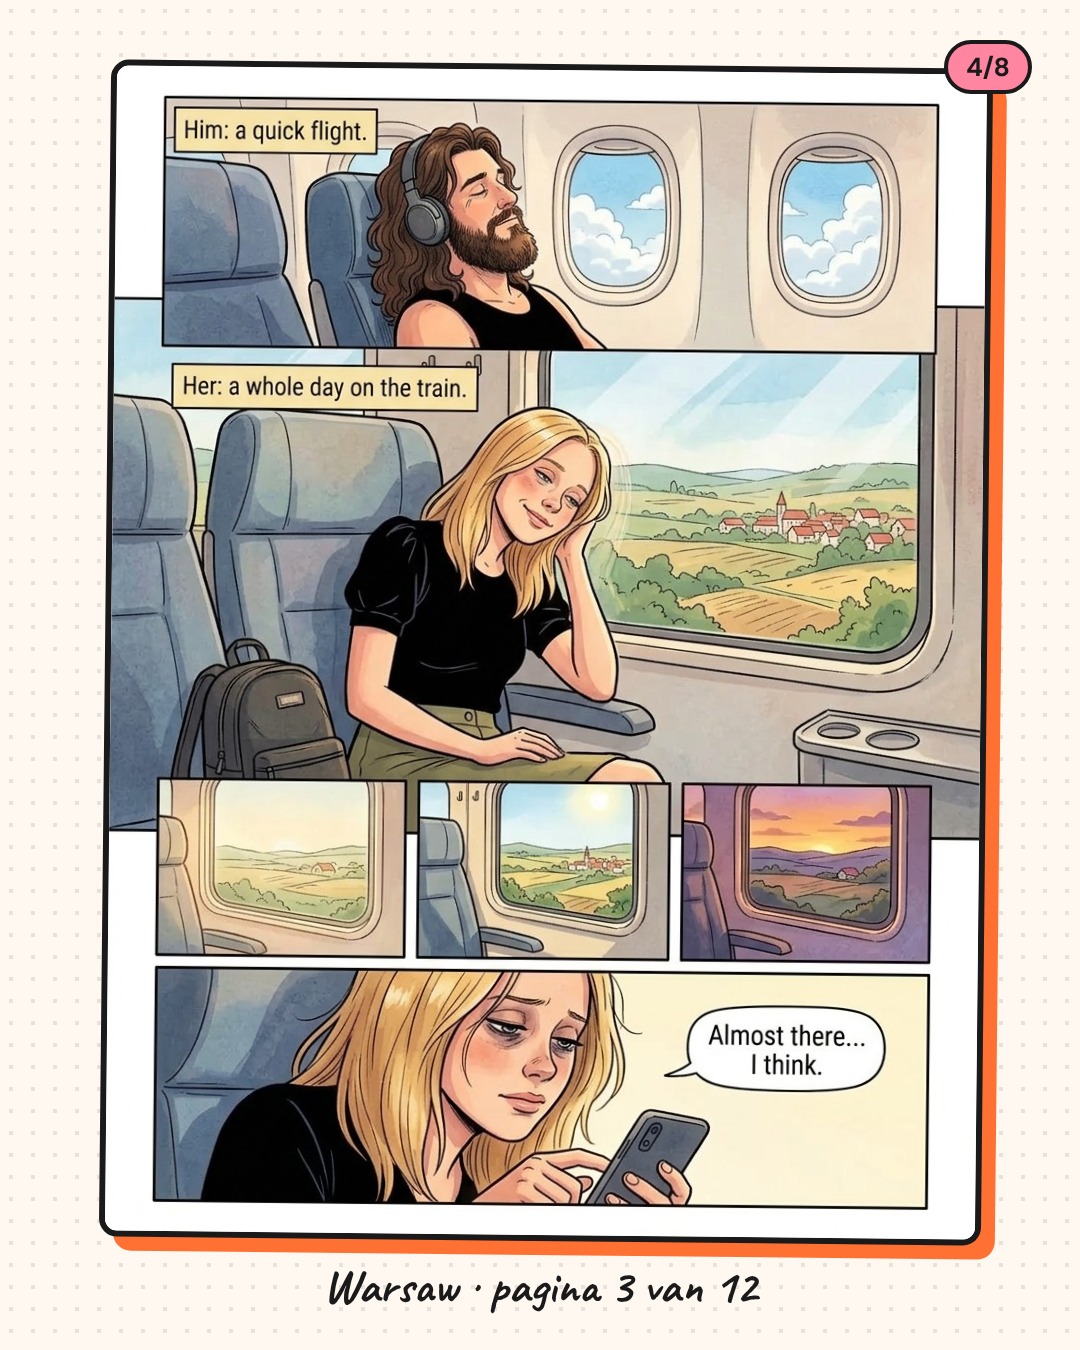 4/8
Him: a quick flight.
Her: a whole day on the train.
Almost there...
I think.
Warsaw · pagina 3 van 12